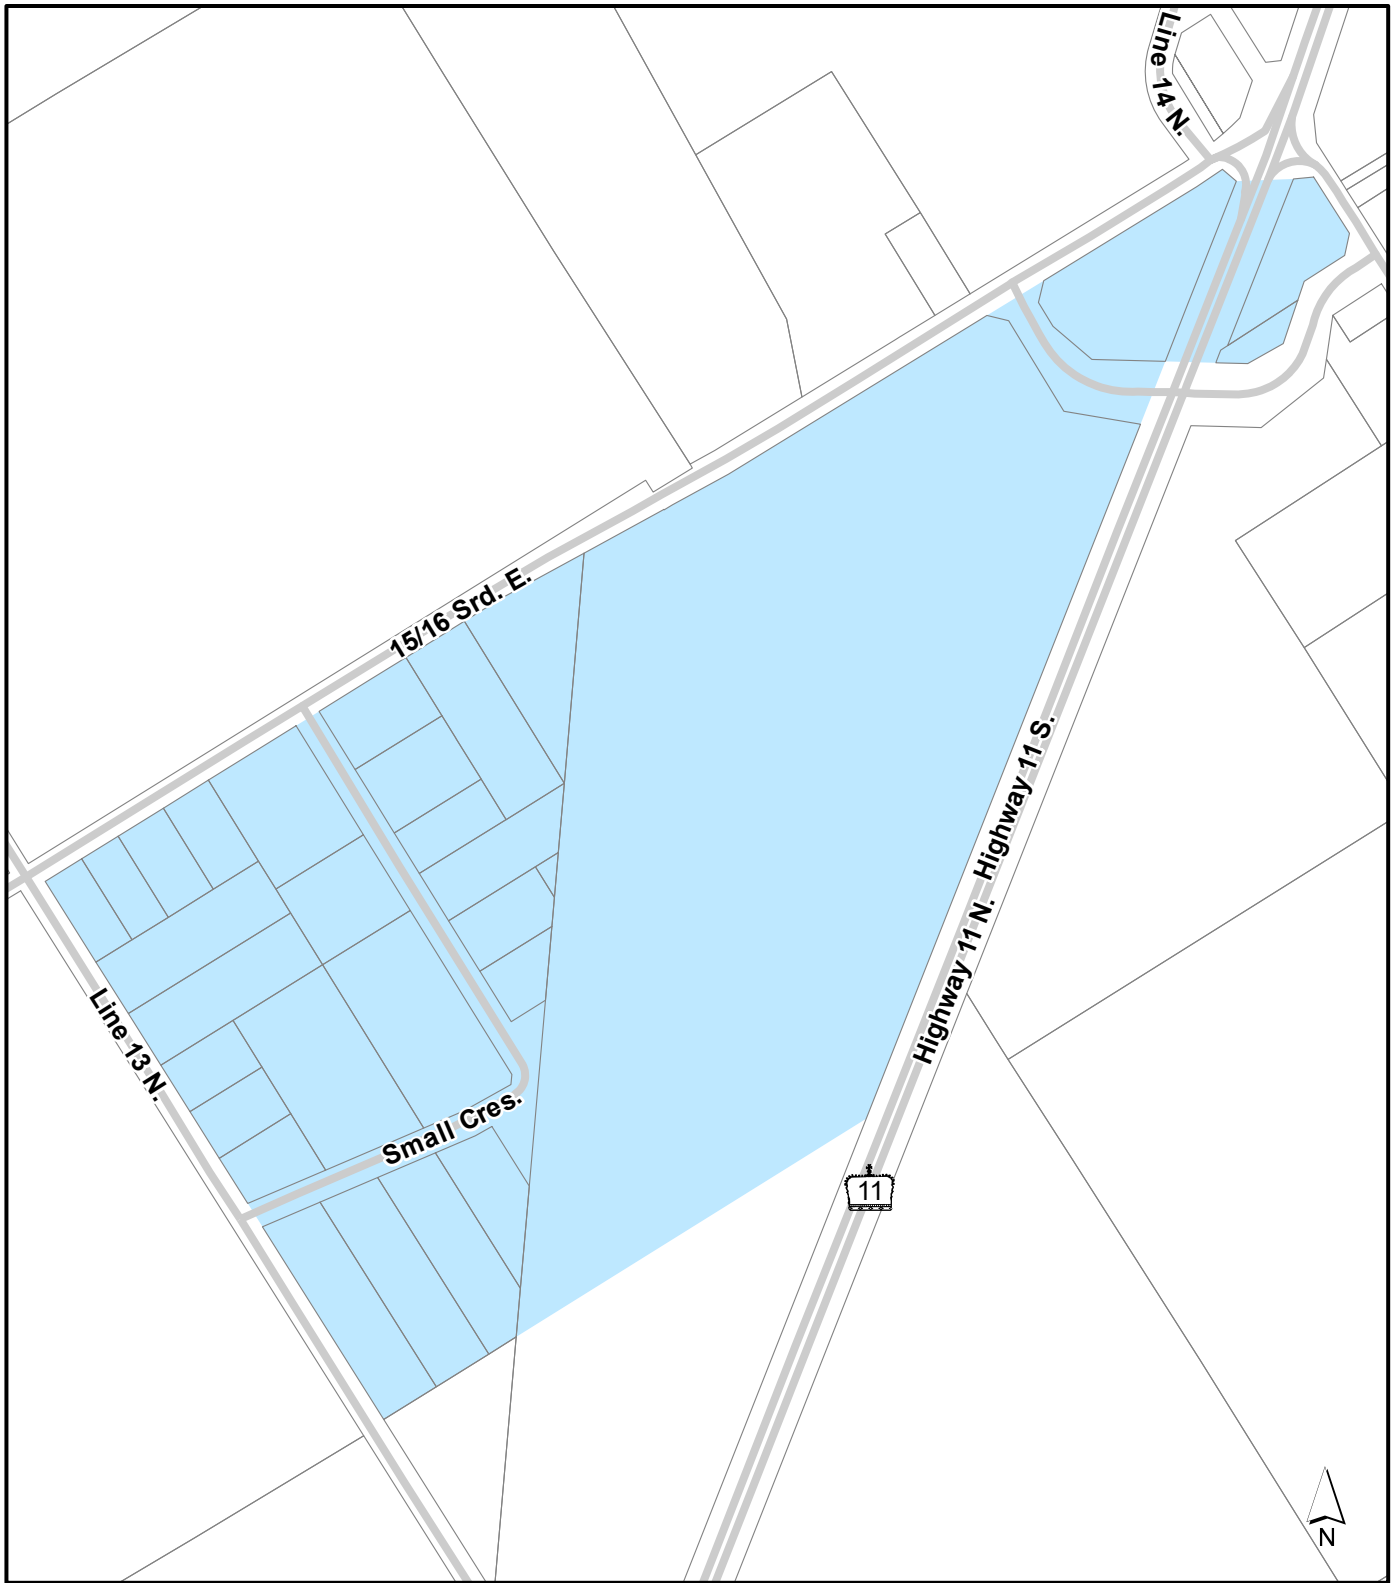 Line 14 N.
15/16 Srd. E.
Highway 11 S.
Highway 11 N.
Line 13 N.
Small Cres.
11
N